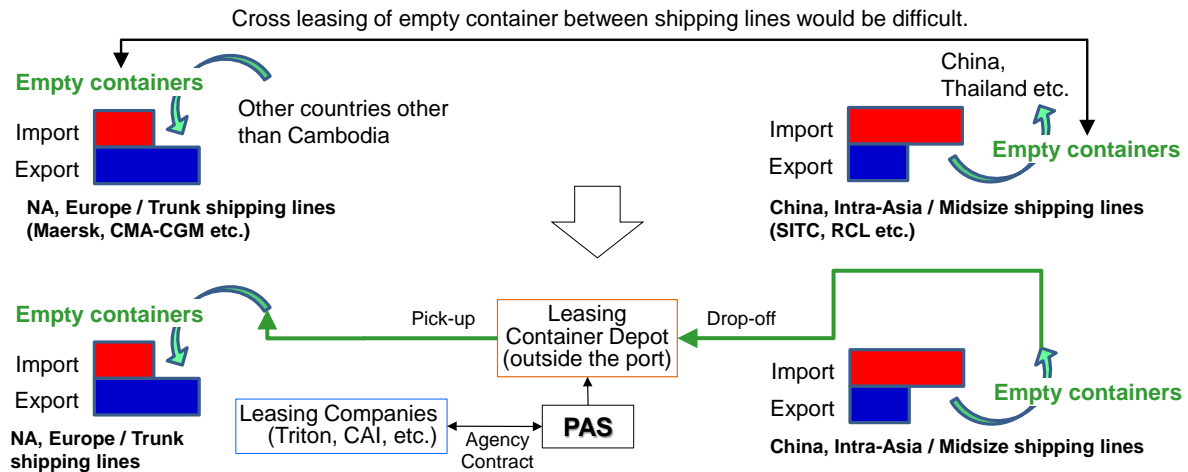 Cross leasing of empty container between shipping lines would be difficult.
Empty containers
Other countries other
than Cambodia
Import
Export
NA, Europe / Trunk shipping lines
(Maersk, CMA-CGM etc.)
China,
Thailand etc.
Import
Empty containers
Export
China, Intra-Asia / Midsize shipping lines
(SITC, RCL etc.)
Empty containers
Import
Export
NA, Europe / Trunk
shipping lines
Pick-up
Leasing
Container Depot
(outside the port)
Drop-off
Leasing Companies
(Triton, CAI, etc.)
Agency
Contract
PAS
Import
Empty containers
Export
China, Intra-Asia / Midsize shipping lines